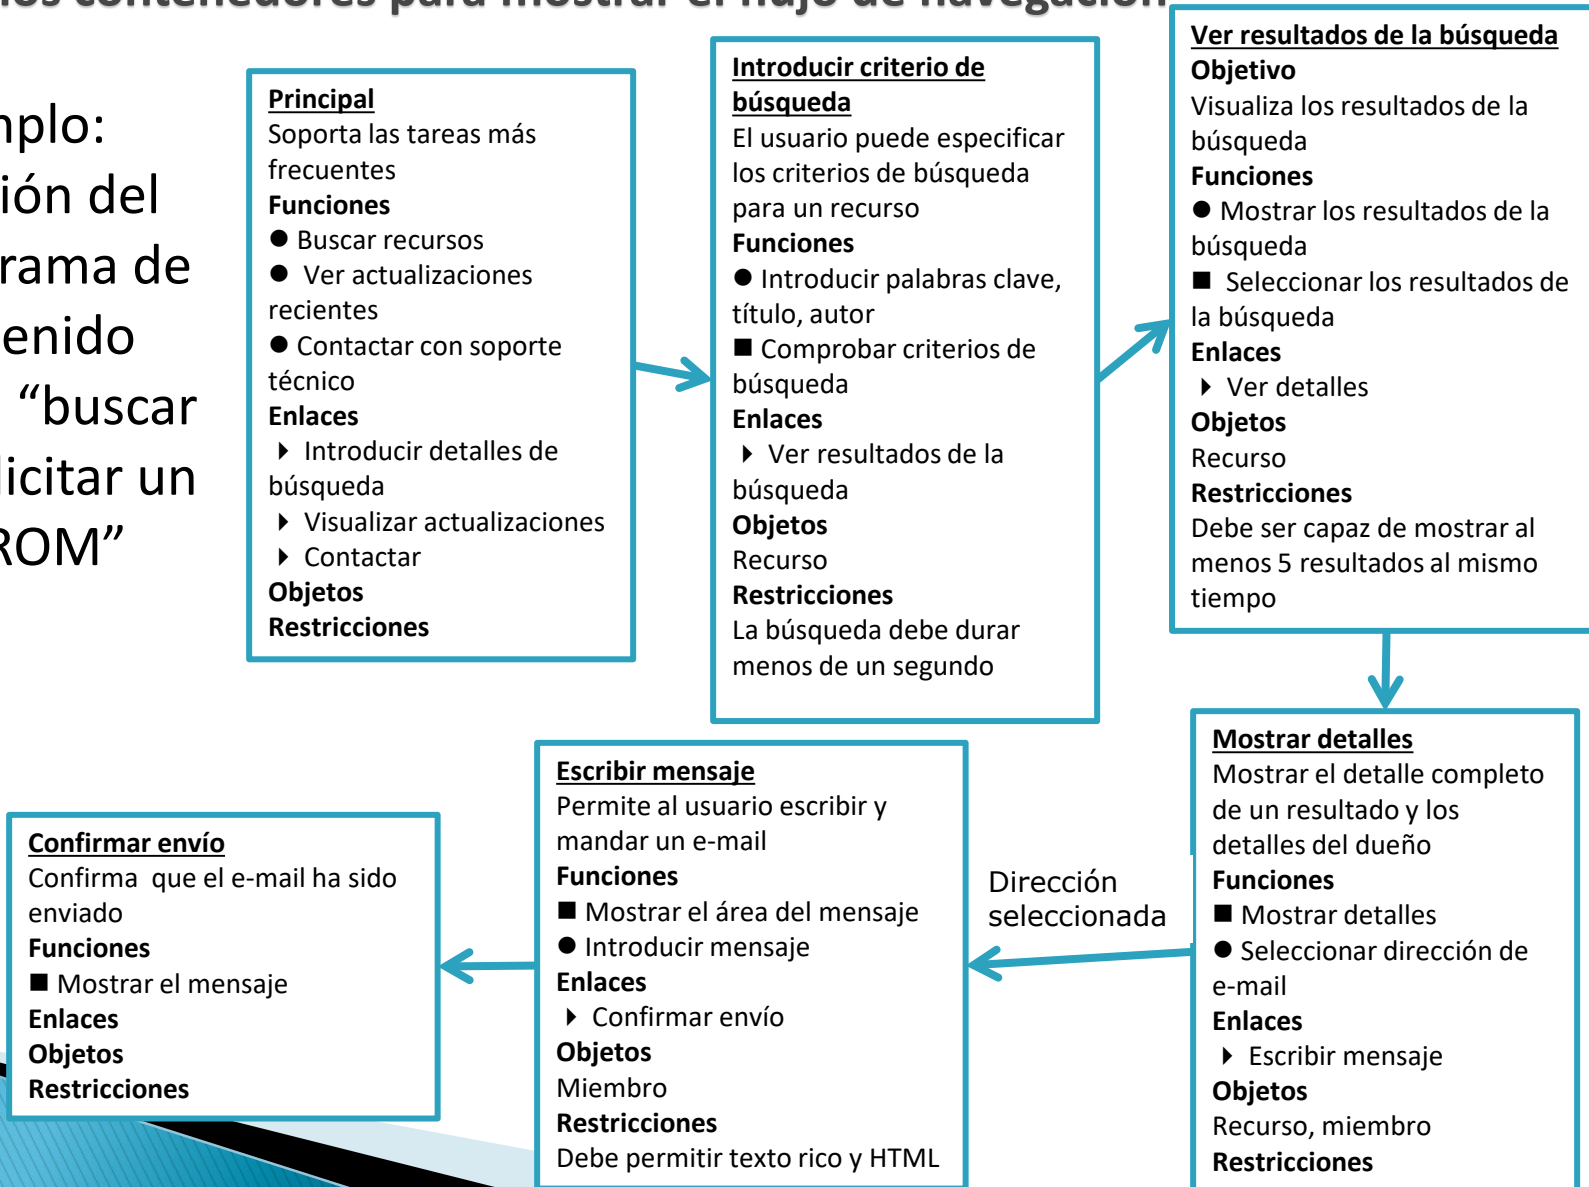 los contenedores para mostrar el flujo de navegación
mplo:
ión del
rama de
enido
“buscar
licitar un
ROM”
Principal
Soporta las tareas más
frecuentes
Funciones
● Buscar recursos
● Ver actualizaciones
recientes
● Contactar con soporte
técnico
Enlaces
▸ Introducir detalles de
búsqueda
▸ Visualizar actualizaciones
▸ Contactar
Objetos
Restricciones
Introducir criterio de
búsqueda
El usuario puede especificar
los criterios de búsqueda
para un recurso
Funciones
● Introducir palabras clave,
título, autor
■ Comprobar criterios de
búsqueda
Enlaces
▸ Ver resultados de la
búsqueda
Objetos
Recurso
Restricciones
La búsqueda debe durar
menos de un segundo
Ver resultados de la búsqueda
Objetivo
Visualiza los resultados de la
búsqueda
Funciones
● Mostrar los resultados de la
búsqueda
■ Seleccionar los resultados de
la búsqueda
Enlaces
▸ Ver detalles
Objetos
Recurso
Restricciones
Debe ser capaz de mostrar al
menos 5 resultados al mismo
tiempo
Mostrar detalles
Mostrar el detalle completo
de un resultado y los
detalles del dueño
Funciones
■ Mostrar detalles
● Seleccionar dirección de
e-mail
Enlaces
▸ Escribir mensaje
Objetos
Recurso, miembro
Restricciones
Dirección
seleccionada
Escribir mensaje
Permite al usuario escribir y
mandar un e-mail
Funciones
■ Mostrar el área del mensaje
● Introducir mensaje
Enlaces
▸ Confirmar envío
Objetos
Miembro
Restricciones
Debe permitir texto rico y HTML
Confirmar envío
Confirma que el e-mail ha sido
enviado
Funciones
■ Mostrar el mensaje
Enlaces
Objetos
Restricciones